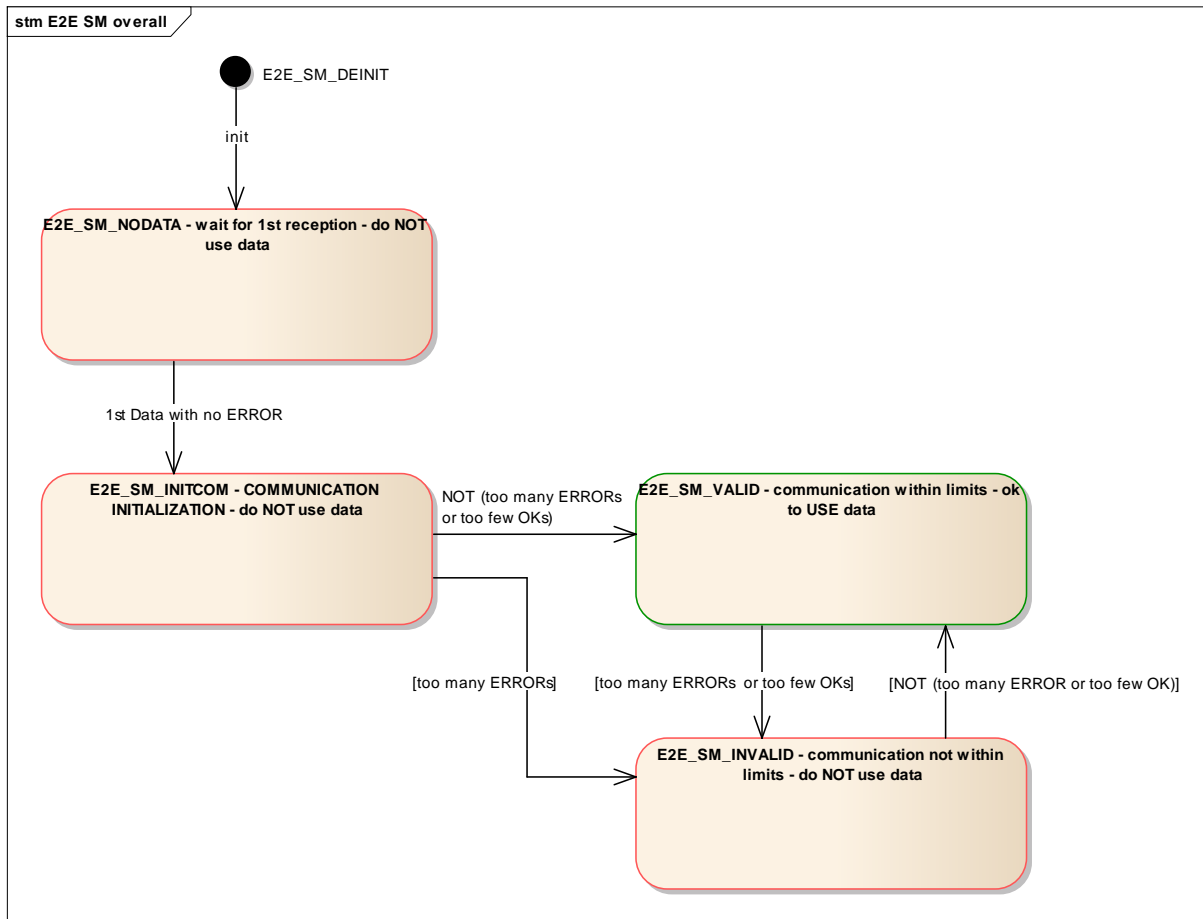 stm E2E SM overall
E2E_SM_DEINIT
init
E2E_SM_NODATA - wait for 1st reception - do NOT
use data
1st Data with no ERROR
E2E_SM_INITCOM - COMMUNICATION
INITIALIZATION - do NOT use data
NOT (too many ERRORs
or too few OKs)
E2E_SM_VALID - communication within limits - ok
to USE data
[too many ERRORs]
[too many ERRORs or too few OKs]
[NOT (too many ERROR or too few OK)]
E2E_SM_INVALID - communication not within
limits - do NOT use data